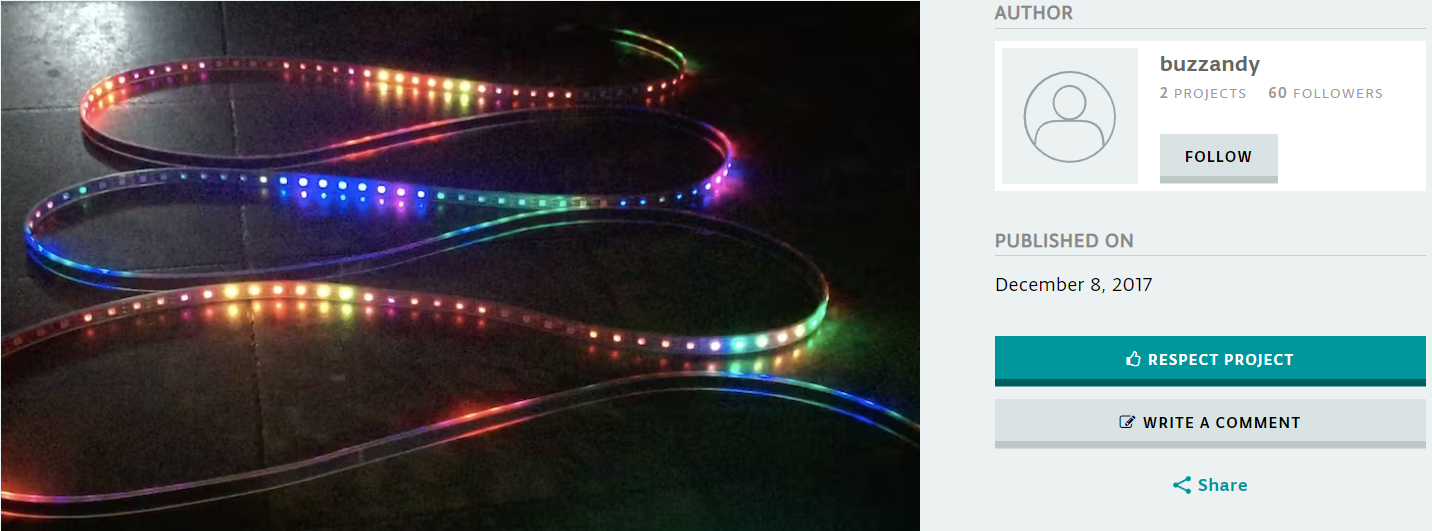 AUTHOR
buzzandy
2 PROJECTS 60 FOLLOWERS
FOLLOW
PUBLISHED ON
December 8, 2017
RESPECT PROJECT
WRITE A COMMENT
Share